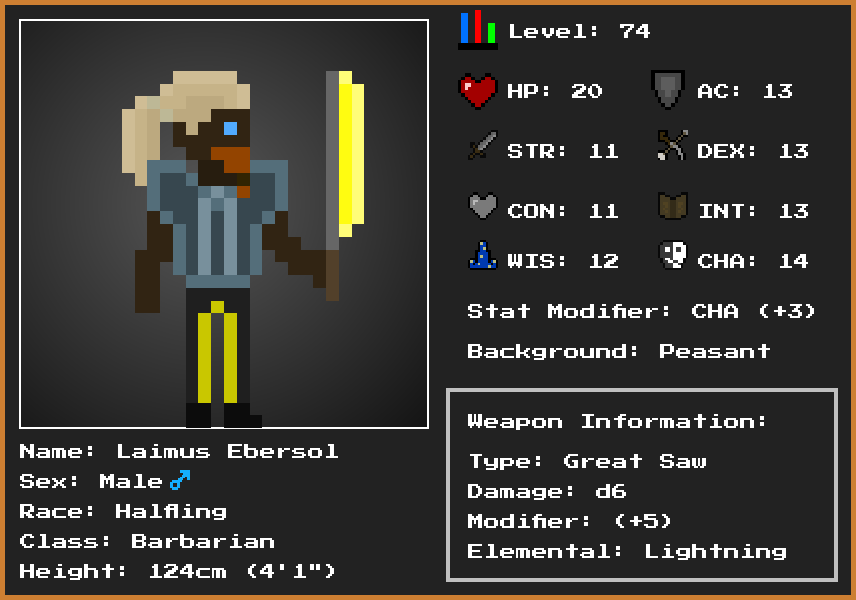 Level: 74
HP: 20 AC: 13
STR: 11 DEX: 13
CON: 11 INT: 13
WIS: 12 CHA: 14
Stat Modifier: CHA (+3)
Background: Peasant
Name: Laimus Ebersol
Sex: Male ♂
Race: Halfling
Class: Barbarian
Height: 124cm (4'1")
Weapon Information:
Type: Great Saw
Damage: d6
Modifier: (+5)
Elemental: Lightning